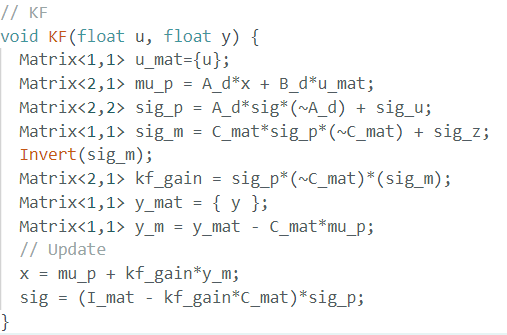 // KF
void KF(float u, float y) {
  Matrix<1,1> u_mat={u};
  Matrix<2,1> mu_p = A_d*x + B_d*u_mat;
  Matrix<2,2> sig_p = A_d*sig*(~A_d) + sig_u;
  Matrix<1,1> sig_m = C_mat*sig_p*(~C_mat) + sig_z;
  Invert(sig_m);
  Matrix<2,1> kf_gain = sig_p*(~C_mat)*(sig_m);
  Matrix<1,1> y_mat = { y };
  Matrix<1,1> y_m = y_mat - C_mat*mu_p;
  // Update
  x = mu_p + kf_gain*y_m;
  sig = (I_mat - kf_gain*C_mat)*sig_p;
}